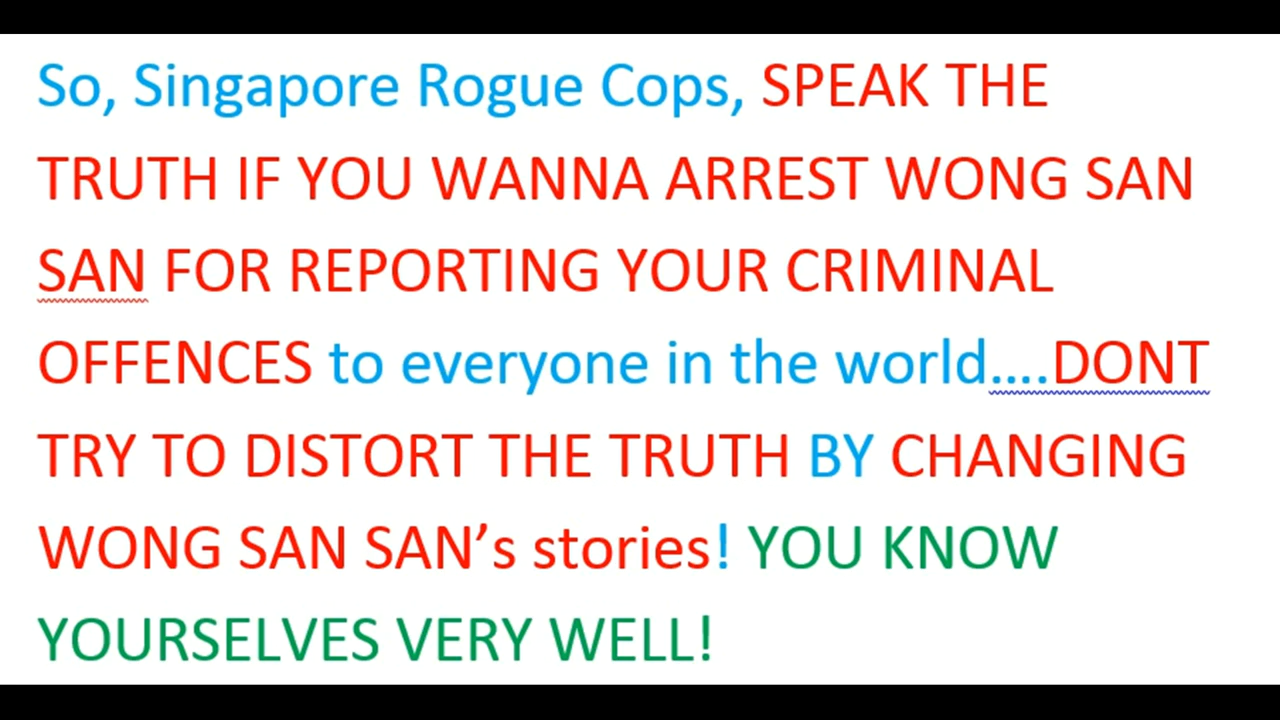 So, Singapore Rogue Cops, SPEAK THE
TRUTH IF YOU WANNA ARREST WONG SAN
SAN FOR REPORTING YOUR CRIMINAL
OFFENCES to everyone in the world....DONT
TRY TO DISTORT THE TRUTH BY CHANGING
WONG SAN SAN’s stories! YOU KNOW
YOURSELVES VERY WELL!